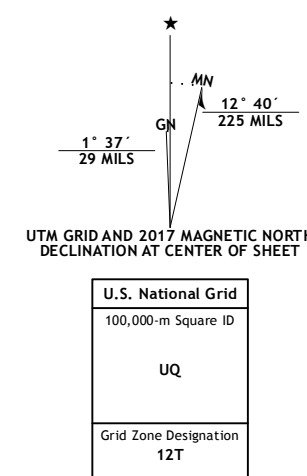 MN
GN
12° 40´
225 MILS
1° 37´
29 MILS
UTM GRID AND 2017 MAGNETIC NORTH
DECLINATION AT CENTER OF SHEET
U.S. National Grid
100,000-m Square ID
UQ
Grid Zone Designation
12T